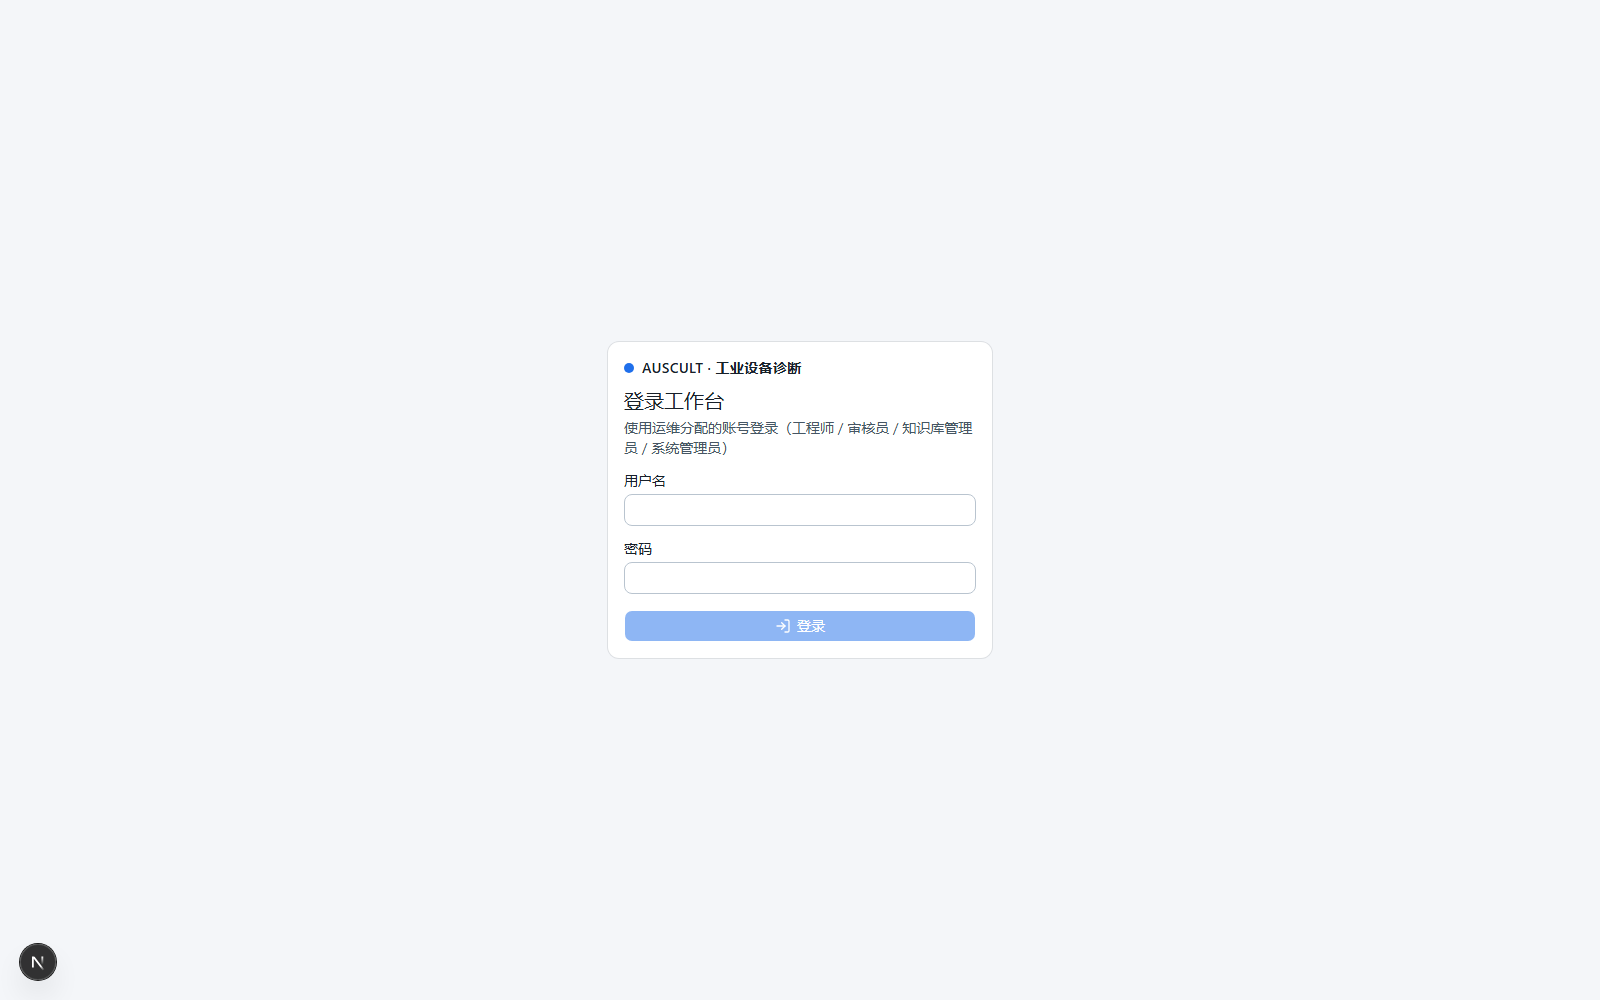 AUSCULT · 工业设备诊断
登录工作台
使用运维分配的账号登录（工程师 / 审核员 / 知识库管理
员 / 系统管理员）
用户名
密码
登录
N